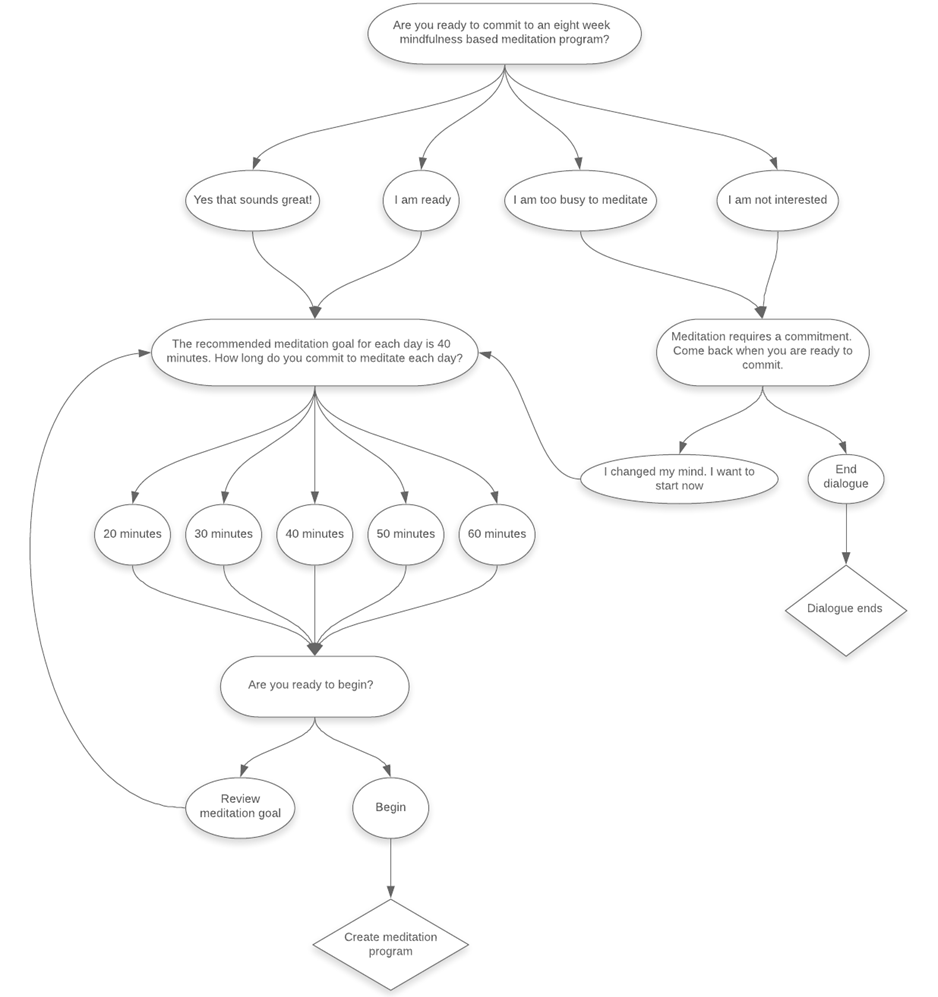 Are you ready to commit to an eight week
mindfulness based meditation program?
Yes that sounds great!
I am ready
I am too busy to meditate
I am not interested
The recommended meditation goal for each day is 40
minutes. How long do you commit to meditate each day?
Meditation requires a commitment.
Come back when you are ready to
commit.
I changed my mind. I want to
start now
End
dialogue
20 minutes
30 minutes
40 minutes
50 minutes
60 minutes
Dialogue ends
Are you ready to begin?
Review
meditation goal
Begin
Create meditation
program